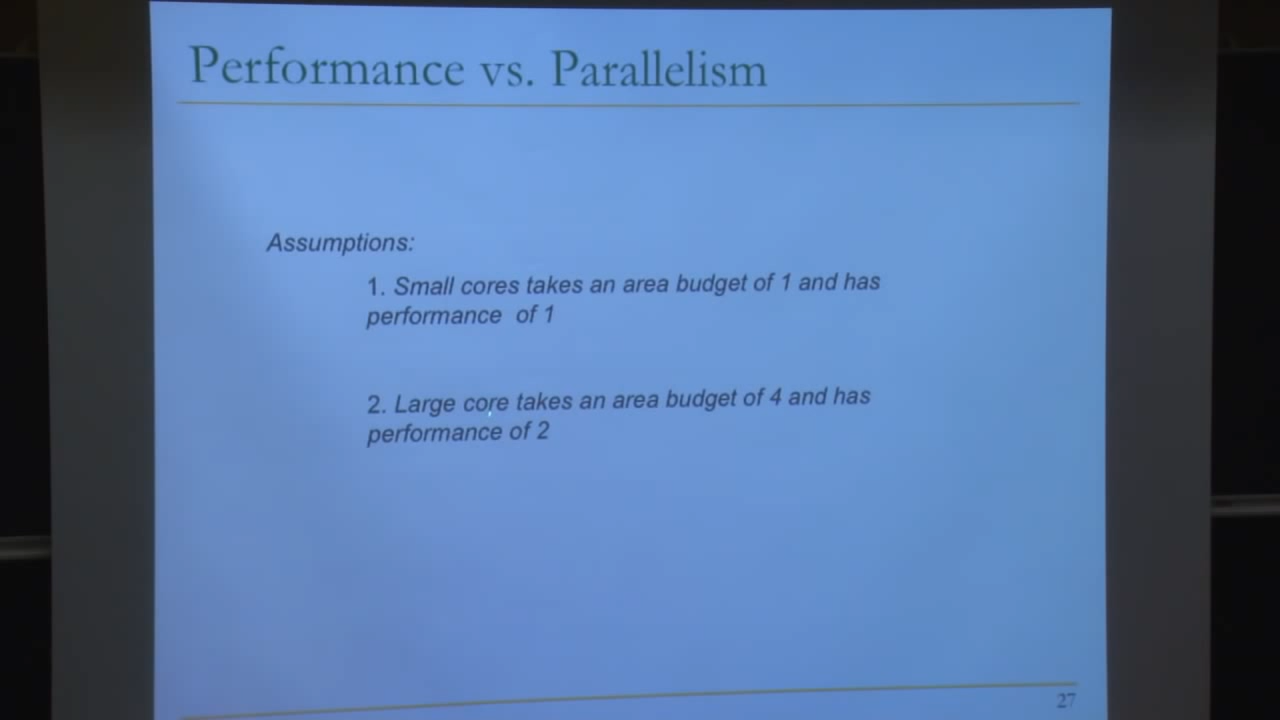 Performance vs. Parallelism
Assumptions:
1. Small cores takes an area budget of 1 and has
performance of 1
2. Large core takes an area budget of 4 and has
performance of 2
27